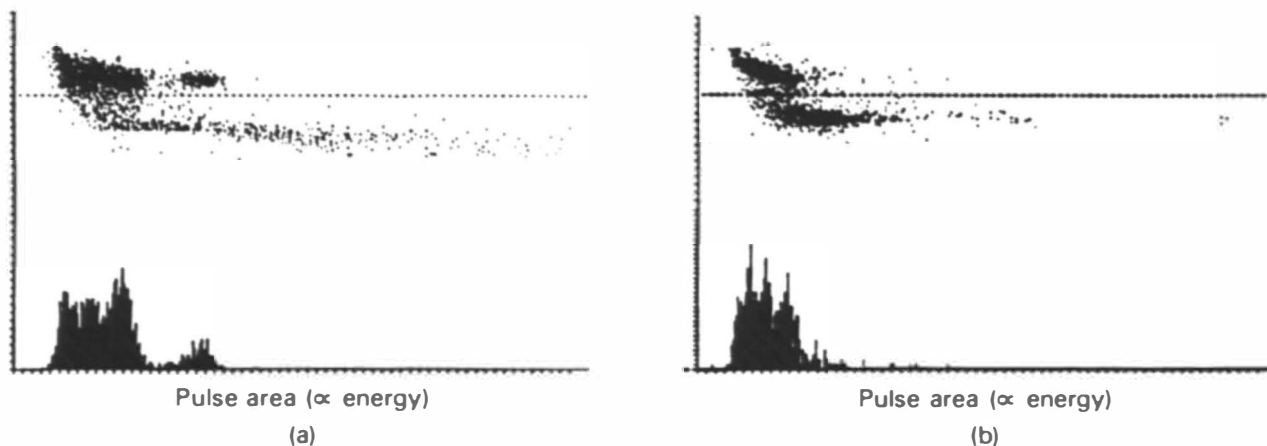 Pulse area (∝ energy)
(a)
Pulse area (∝ energy)
(b)